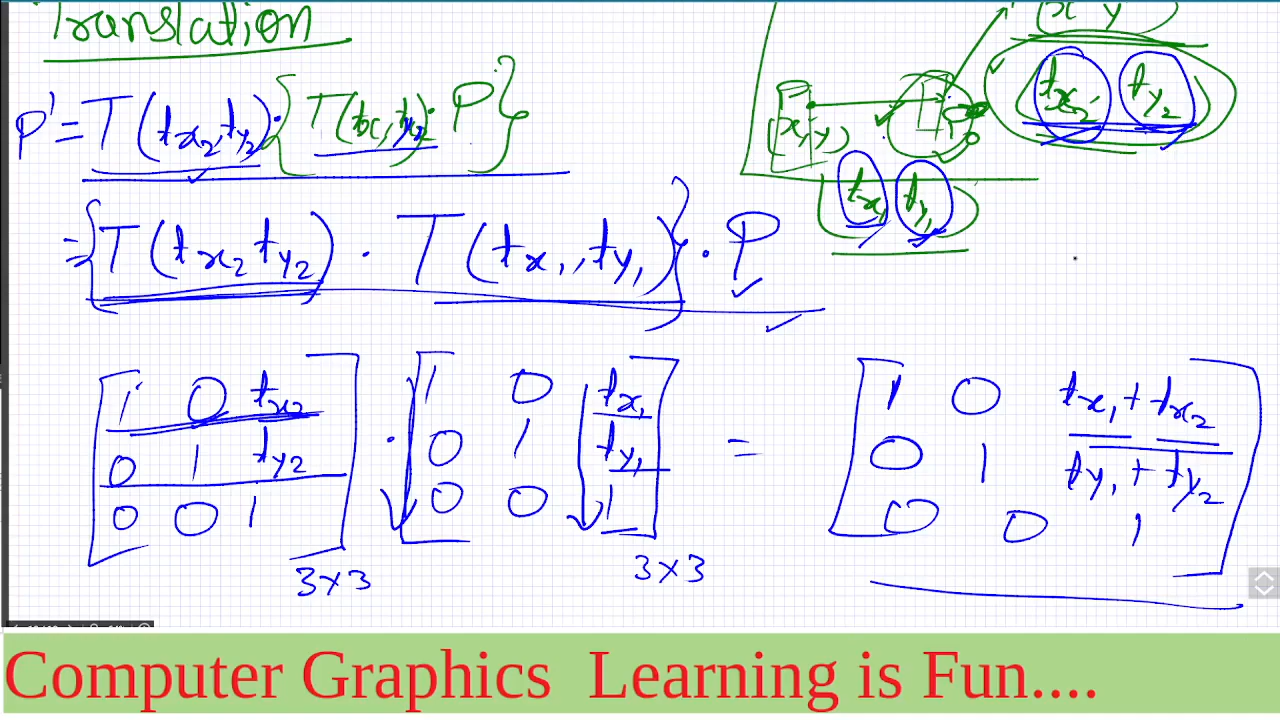 Translation
P' = T(tx2, ty2) · { T(tx1, ty2) · P }
= { T(tx2 ty2) · T(tx1, ty1) } · P
(x y)
tx2 ty2
P
(x, y)
tx1 ty1
[1 0 tx2
0 1 ty2
0 0 1] 3×3
·
[1 0 tx1
0 1 ty1
0 0 1] 3×3
=
[1 0 tx1 + tx2
0 1 ty1 + ty2
0 0 1]
Computer Graphics Learning is Fun....